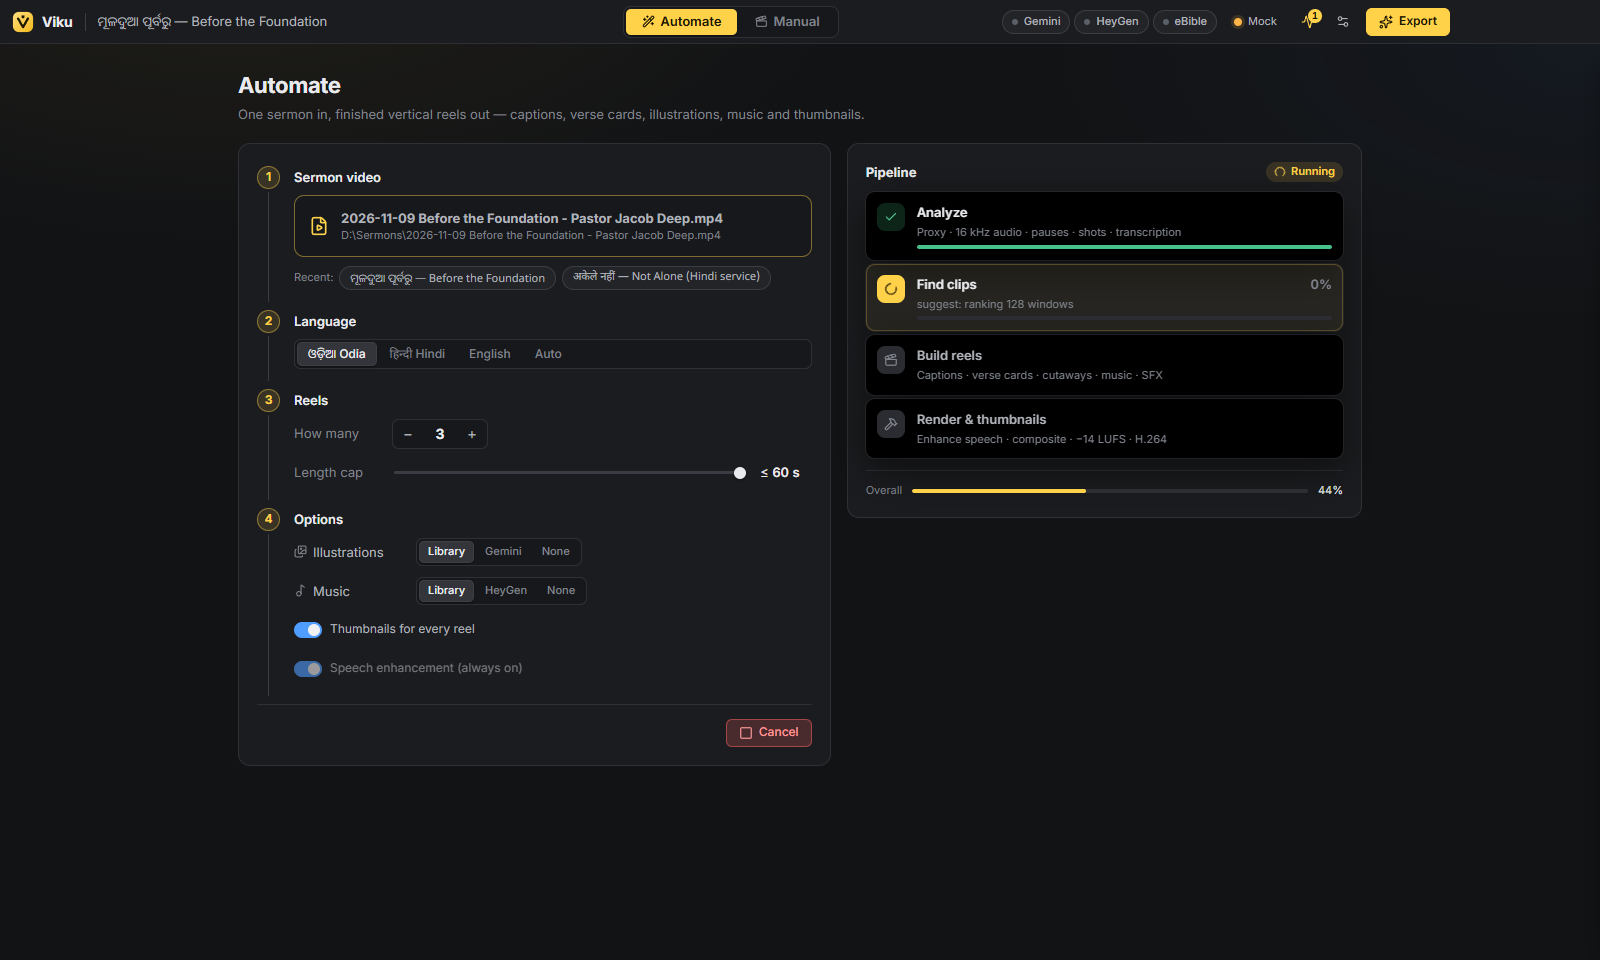 Viku
ମୂଳଦୁଆ ପୂର୍ବରୁ — Before the Foundation
Automate
Manual
Gemini
HeyGen
eBible
Mock
1
Export
Automate
One sermon in, finished vertical reels out — captions, verse cards, illustrations, music and thumbnails.
1
Sermon video
2026-11-09 Before the Foundation - Pastor Jacob Deep.mp4
D:\Sermons\2026-11-09 Before the Foundation - Pastor Jacob Deep.mp4
Recent:
ମୂଳଦୁଆ ପୂର୍ବରୁ — Before the Foundation
अकेले नहीं — Not Alone (Hindi service)
2
Language
ଓଡ଼ିଆ Odia
हिन्दी Hindi
English
Auto
3
Reels
How many
− 3 +
Length cap
≤ 60 s
4
Options
Illustrations
Library
Gemini
None
Music
Library
HeyGen
None
Thumbnails for every reel
Speech enhancement (always on)
Cancel
Pipeline
Running
Analyze
Proxy · 16 kHz audio · pauses · shots · transcription
Find clips
0%
suggest: ranking 128 windows
Build reels
Captions · verse cards · cutaways · music · SFX
Render & thumbnails
Enhance speech · composite · −14 LUFS · H.264
Overall
44%